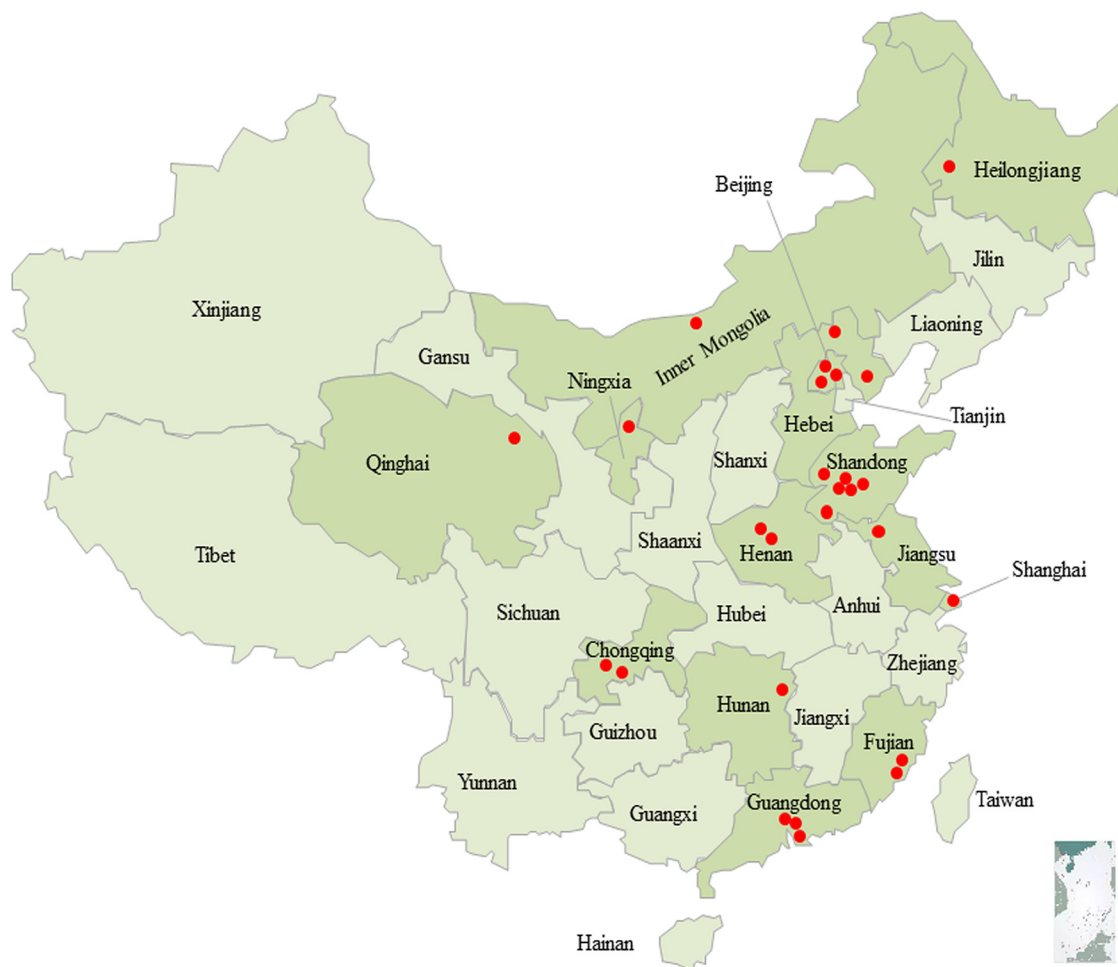 Heilongjiang
Beijing
Jilin
Xinjiang
Liaoning
Inner Mongolia
Gansu
Ningxia
Tianjin
Hebei
Qinghai
Shanxi
Shandong
Shaanxi
Henan
Jiangsu
Tibet
Shanghai
Sichuan
Hubei
Anhui
Chongqing
Zhejiang
Hunan
Jiangxi
Guizhou
Fujian
Yunnan
Guangxi
Guangdong
Taiwan
Hainan